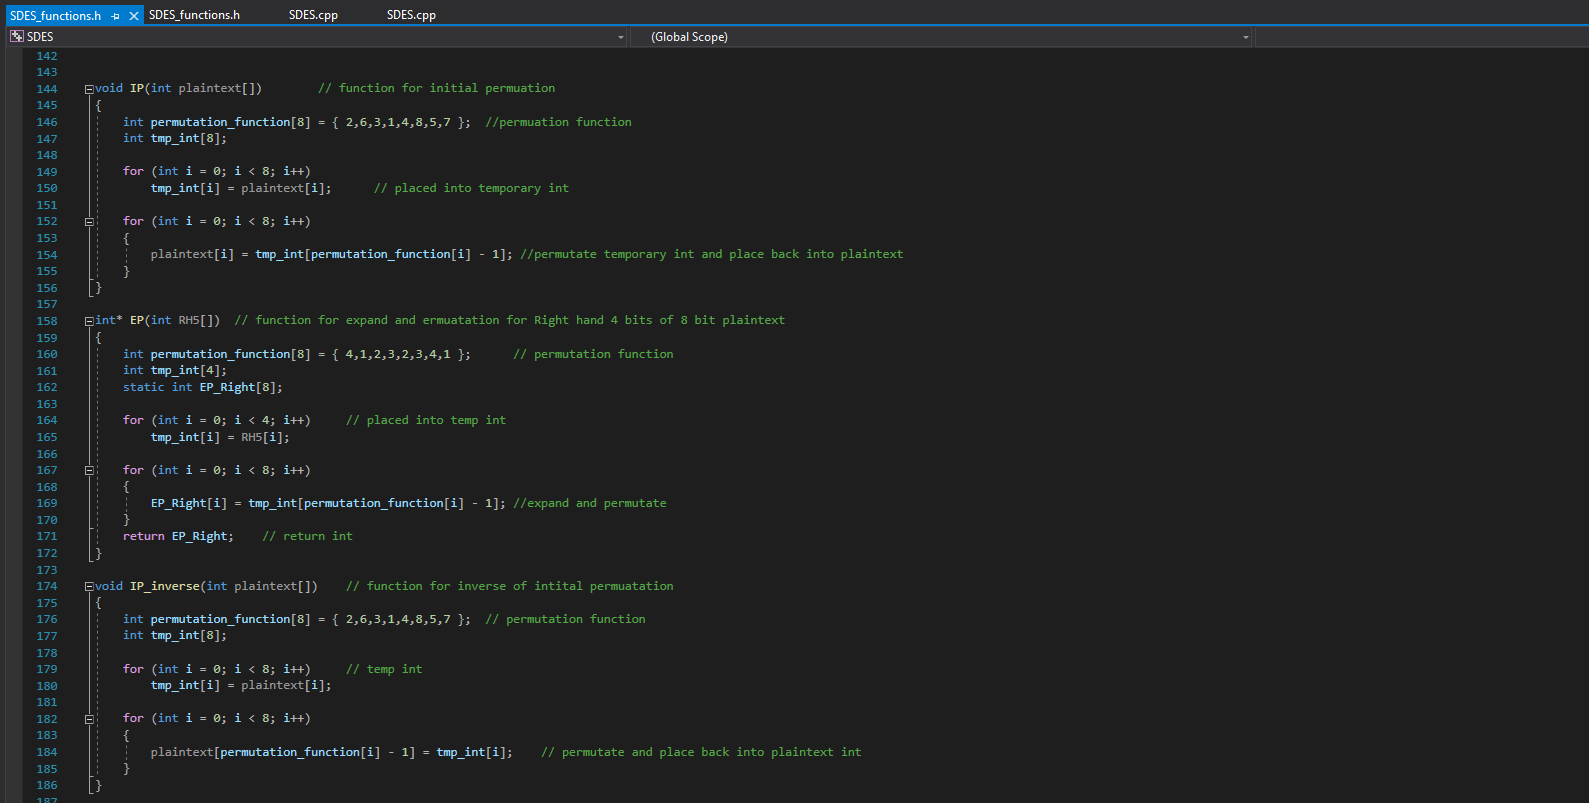 SDES_functions.h SDES_functions.h SDES.cpp SDES.cpp
SDES (Global Scope)
142
143
144 void IP(int plaintext[]) // function for initial permuation
145 {
146 int permutation_function[8] = { 2,6,3,1,4,8,5,7 }; //permuation function
147 int tmp_int[8];
148
149 for (int i = 0; i < 8; i++)
150 tmp_int[i] = plaintext[i]; // placed into temporary int
151
152 for (int i = 0; i < 8; i++)
153 {
154 plaintext[i] = tmp_int[permutation_function[i] - 1]; //permutate temporary int and place back into plaintext
155 }
156 }
157
158 int* EP(int RH5[]) // function for expand and ermuatation for Right hand 4 bits of 8 bit plaintext
159 {
160 int permutation_function[8] = { 4,1,2,3,2,3,4,1 }; // permutation function
161 int tmp_int[4];
162 static int EP_Right[8];
163
164 for (int i = 0; i < 4; i++) // placed into temp int
165 tmp_int[i] = RH5[i];
166
167 for (int i = 0; i < 8; i++)
168 {
169 EP_Right[i] = tmp_int[permutation_function[i] - 1]; //expand and permutate
170 }
171 return EP_Right; // return int
172 }
173
174 void IP_inverse(int plaintext[]) // function for inverse of intital permuatation
175 {
176 int permutation_function[8] = { 2,6,3,1,4,8,5,7 }; // permutation function
177 int tmp_int[8];
178
179 for (int i = 0; i < 8; i++) // temp int
180 tmp_int[i] = plaintext[i];
181
182 for (int i = 0; i < 8; i++)
183 {
184 plaintext[permutation_function[i] - 1] = tmp_int[i]; // permutate and place back into plaintext int
185 }
186 }
187